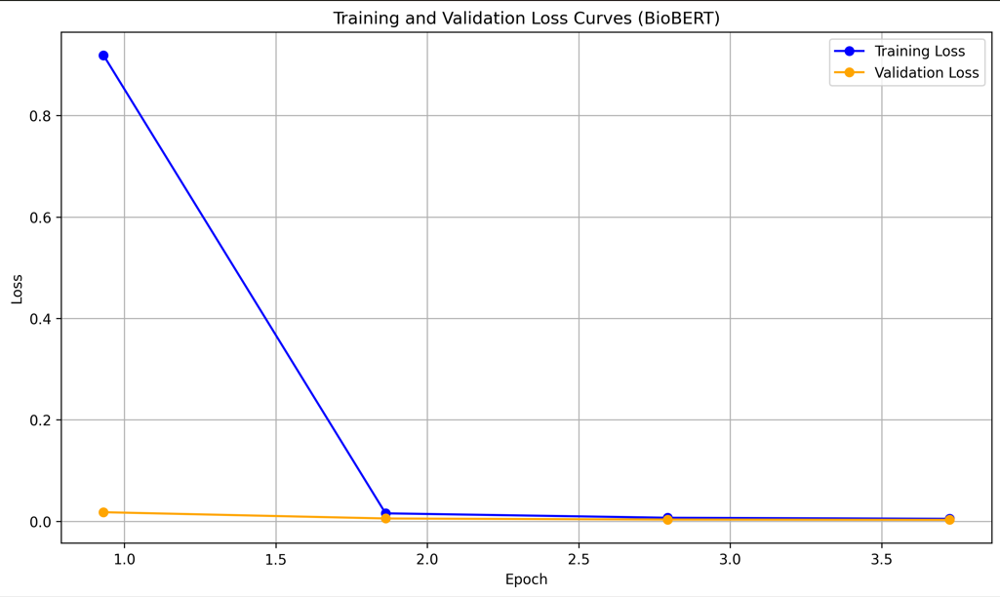 Training and Validation Loss Curves (BioBERT)
Training Loss
Validation Loss
Loss
0.8
0.6
0.4
0.2
0.0
1.0
1.5
2.0
2.5
3.0
3.5
Epoch